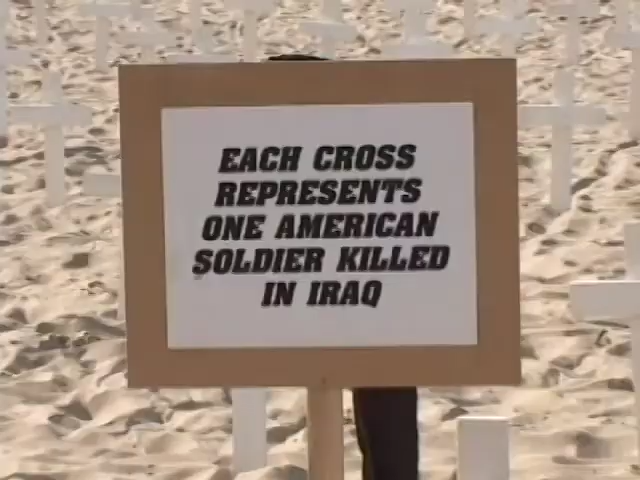 EACH CROSS
REPRESENTS
ONE AMERICAN
SOLDIER KILLED
IN IRAQ